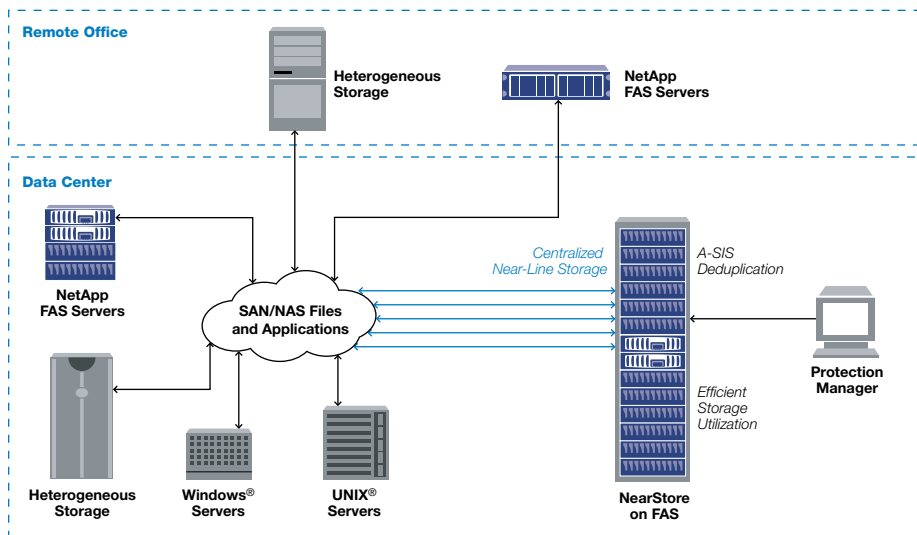 Remote Office
Heterogeneous
Storage
NetApp
FAS Servers
Data Center
NetApp
FAS Servers
SAN/NAS Files
and Applications
Centralized
Near-Line Storage
A-SIS
Deduplication
Protection
Manager
Efficient
Storage
Utilization
Heterogeneous
Storage
Windows®
Servers
UNIX®
Servers
NearStore
on FAS